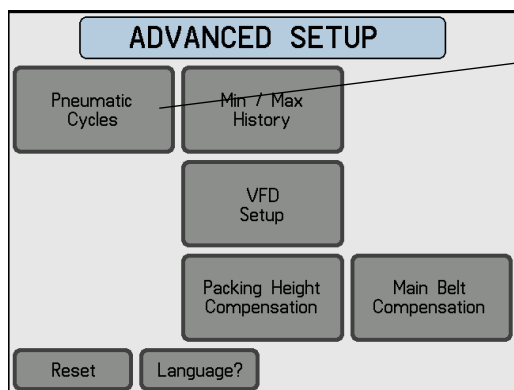 ADVANCED SETUP
Pneumatic
Cycles
Min / Max
History
VFD
Setup
Packing Height
Compensation
Main Belt
Compensation
Reset
Language?